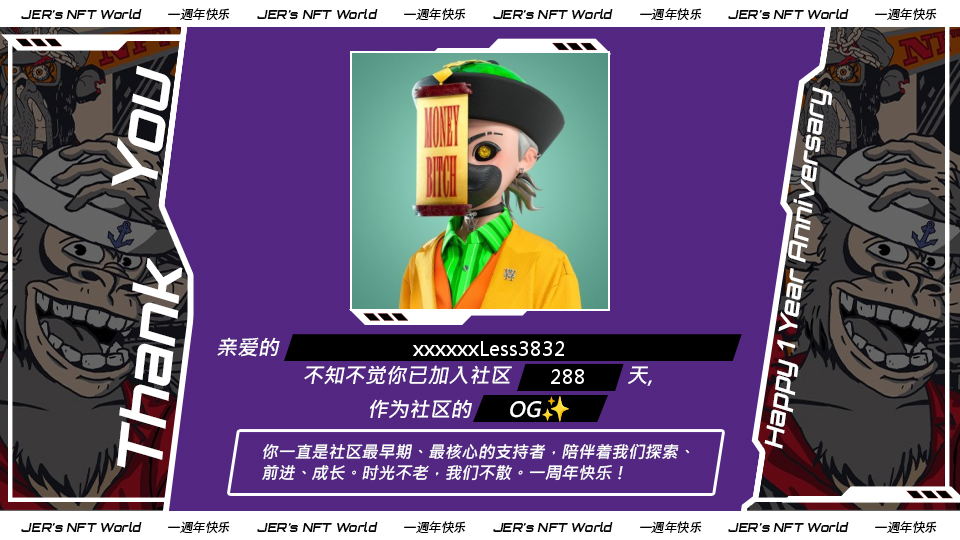 JER's NFT World 一週年快乐 JER's NFT World 一週年快乐 JER's NFT World 一週年快乐 JER's NFT World 一週年快乐
Thank You
MONEY
BITCH
Happy 1 Year Anniversary
亲爱的 xxxxxxLess3832
不知不觉你已加入社区 288 天,
作为社区的 OG✨
你一直是社区最早期、最核心的支持者，陪伴着我们探索、
前进、成长。时光不老，我们不散。一周年快乐！
JER's NFT World 一週年快乐 JER's NFT World 一週年快乐 JER's NFT World 一週年快乐 JER's NFT World 一週年快乐